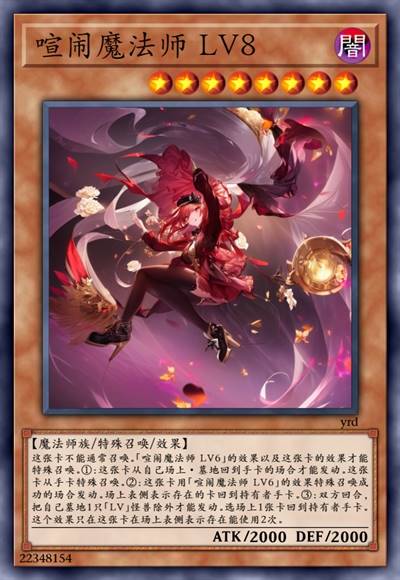 喧闹魔法师 LV8
闇
yrd
【魔法师族/特殊召唤/效果】
这张卡不能通常召唤。「喧闹魔法师 LV6」的效果以及这张卡的效果才能
特殊召唤。①:这张卡从自己场上·墓地回到手卡的场合才能发动。这张
卡从手卡特殊召唤。②:这张卡用「喧闹魔法师 LV6」的效果特殊召唤成
功的场合发动。场上表侧表示存在的卡回到持有者手卡。③:双方回合,
把自己墓地1只「LV」怪兽除外才能发动。选场上1张卡回到持有者手卡。
这个效果只在这张卡在场上表侧表示存在能使用2次。
ATK/2000 DEF/2000
22348154